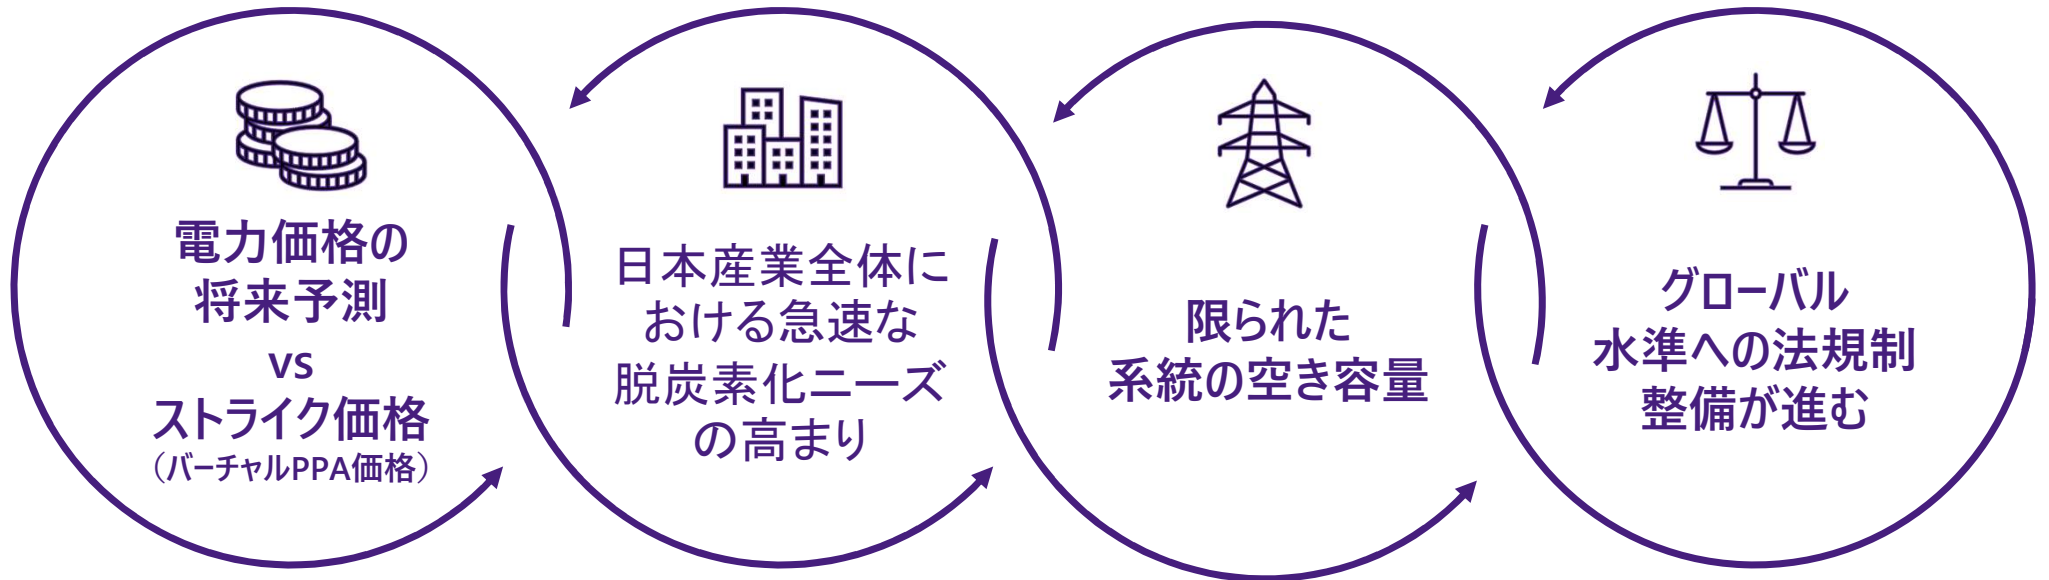 電力価格の
将来予測
vs
ストライク価格
（バーチャルPPA価格）
日本産業全体に
おける急速な
脱炭素化ニーズ
の高まり
限られた
系統の空き容量
グローバル
水準への法規制
整備が進む